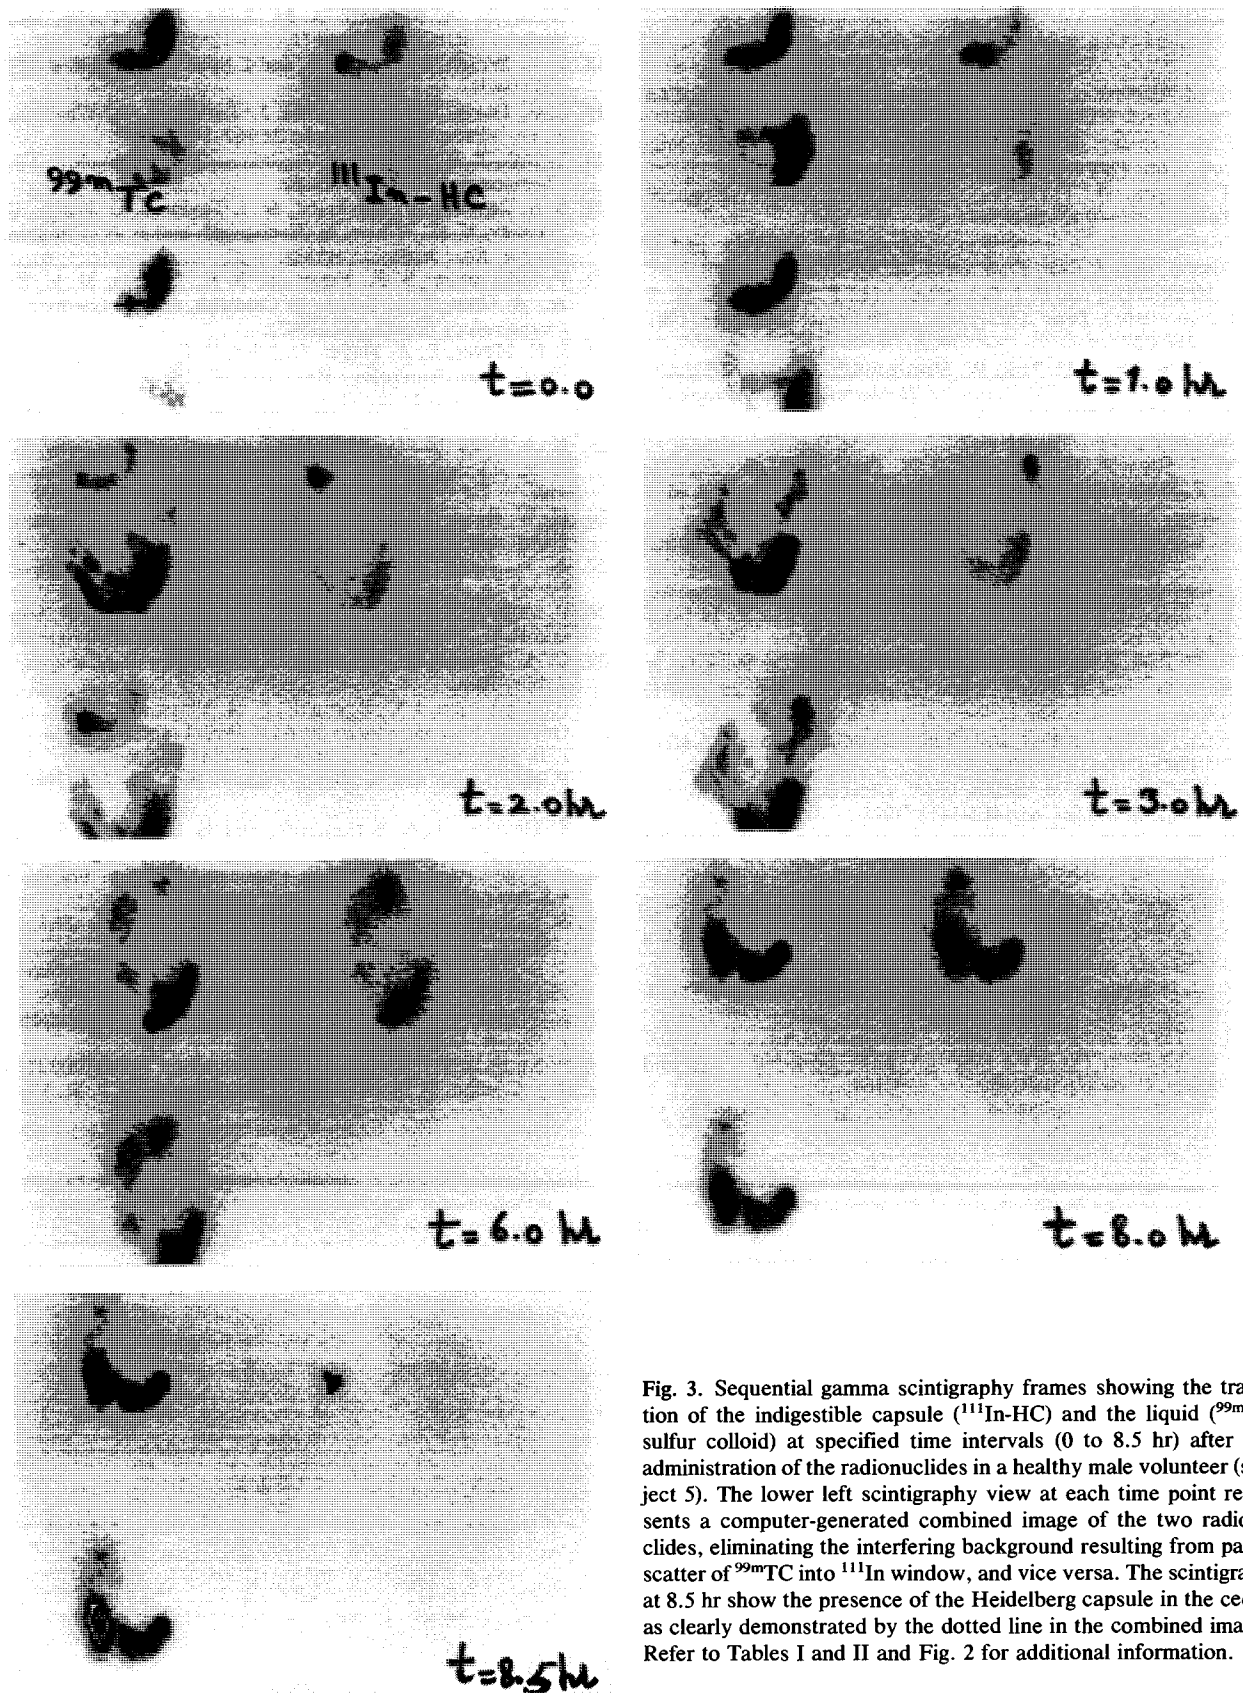 99mTc
111In-HC
t=0.0
t=1.0 hr
t=2.0 hr
t=3.0 hr
t=6.0 hr
t=8.0 hr
t=8.5 hr
Fig. 3. Sequential gamma scintigraphy frames showing the tra
tion of the indigestible capsule (111In-HC) and the liquid (99m
sulfur colloid) at specified time intervals (0 to 8.5 hr) after
administration of the radionuclides in a healthy male volunteer (s
ject 5). The lower left scintigraphy view at each time point re
sents a computer-generated combined image of the two radio
clides, eliminating the interfering background resulting from pa
scatter of 99mTC into 111In window, and vice versa. The scintigra
at 8.5 hr show the presence of the Heidelberg capsule in the ce
as clearly demonstrated by the dotted line in the combined ima
Refer to Tables I and II and Fig. 2 for additional information.